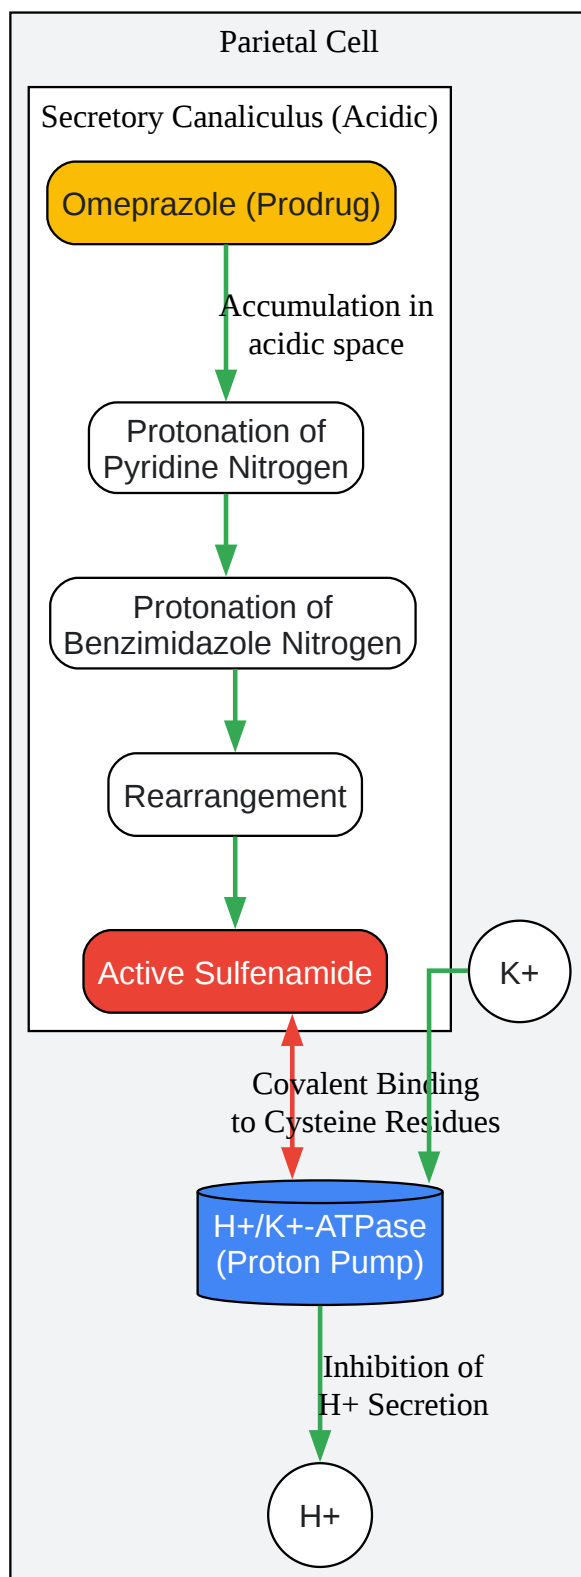 Parietal Cell
Secretory Canaliculus (Acidic)
Omeprazole (Prodrug)
Accumulation in
acidic space
Protonation of
Pyridine Nitrogen
Protonation of
Benzimidazole Nitrogen
Rearrangement
Active Sulfenamide
K+
Covalent Binding
to Cysteine Residues
H+/K+-ATPase
(Proton Pump)
Inhibition of
H+ Secretion
H+